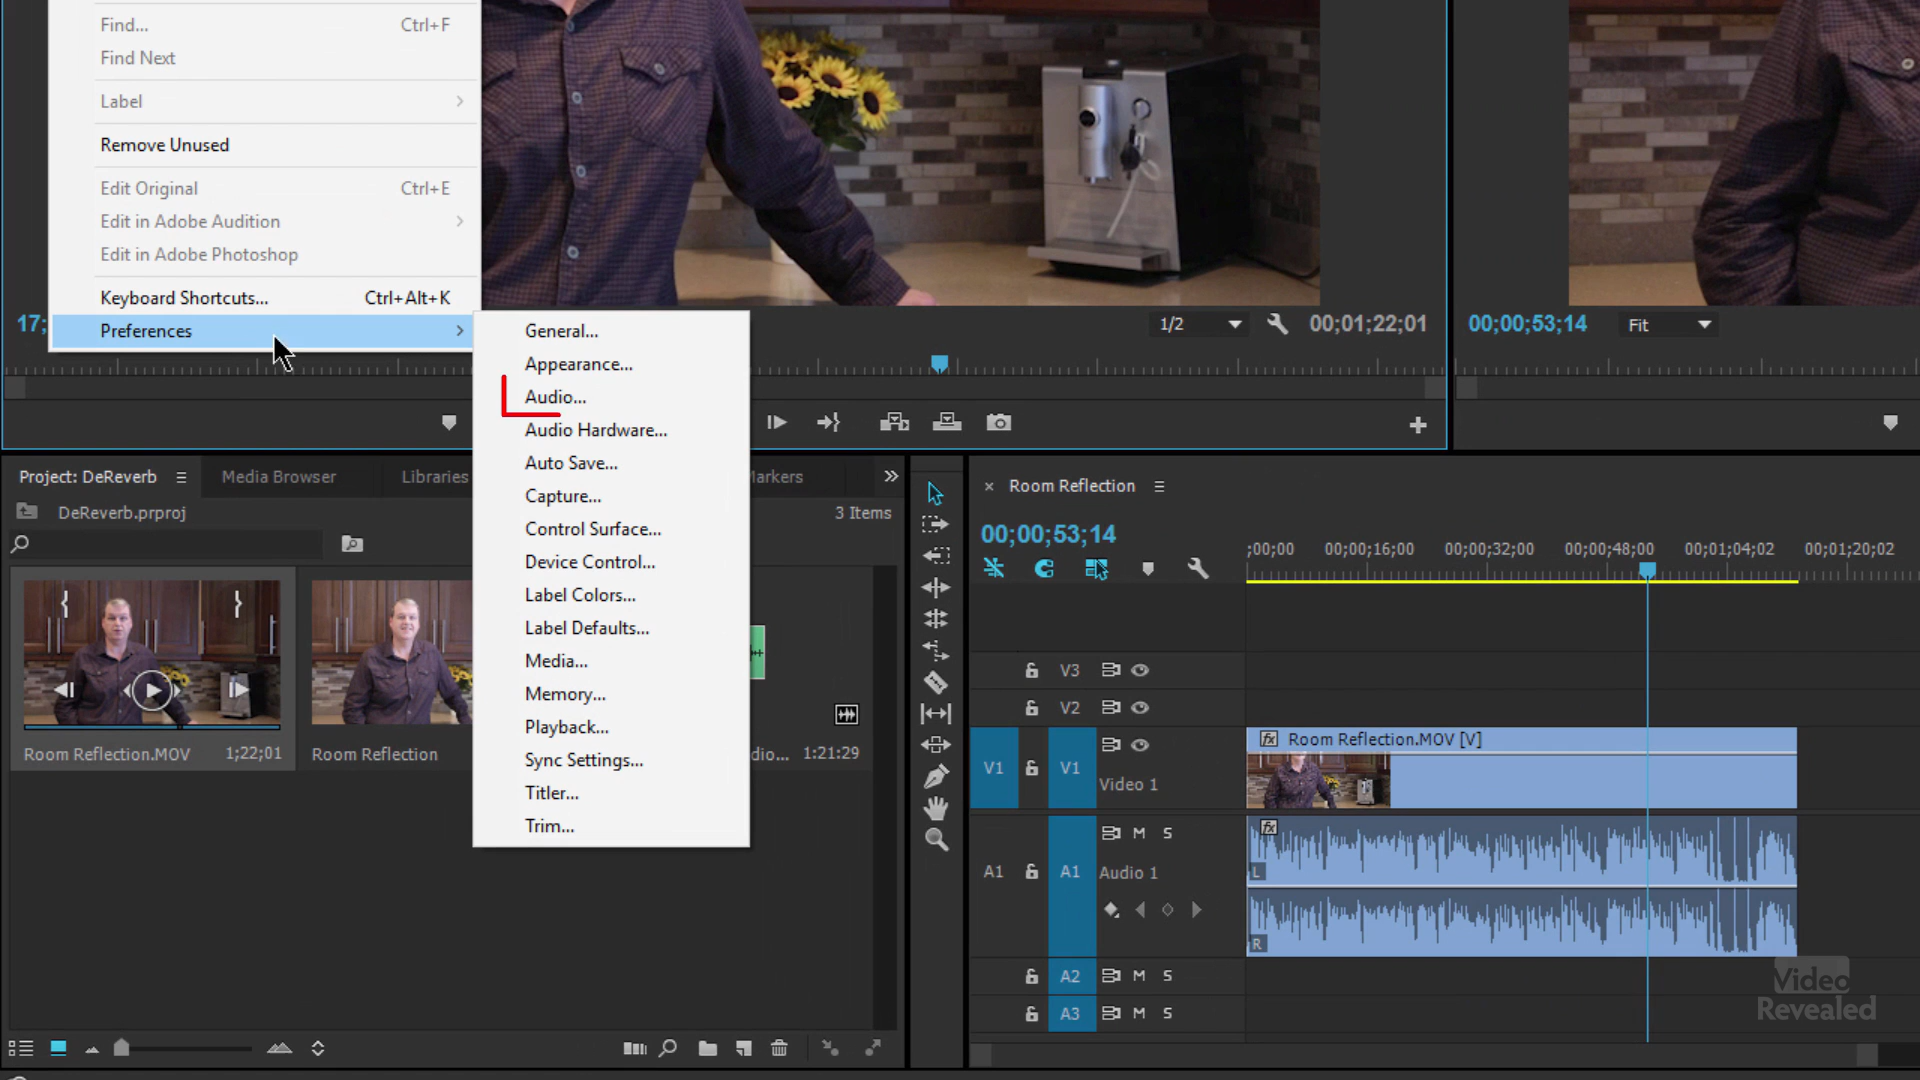 Find... Ctrl+F
Find Next
Label
Remove Unused
Edit Original Ctrl+E
Edit in Adobe Audition
Edit in Adobe Photoshop
Keyboard Shortcuts... Ctrl+Alt+K
Preferences
17;
General...
Appearance...
Audio...
Audio Hardware...
Auto Save...
Capture...
Control Surface...
Device Control...
Label Colors...
Label Defaults...
Media...
Memory...
Playback...
Sync Settings...
Titler...
Trim...
1/2
00;01;22;01
00;00;53;14
Fit
Project: DeReverb
Media Browser
Libraries
Markers
DeReverb.prproj
3 Items
Room Reflection.MOV 1;22;01
Room Reflection
dio... 1:21:29
Room Reflection
00;00;53;14
;00;00 00;00;16;00 00;00;32;00 00;00;48;00 00;01;04;02 00;01;20;02
V3
V2
V1 V1
Video 1
Room Reflection.MOV [V]
fx
M S
A1 A1 Audio 1
fx
L
R
A2 M S
A3 M S
Video
Revealed